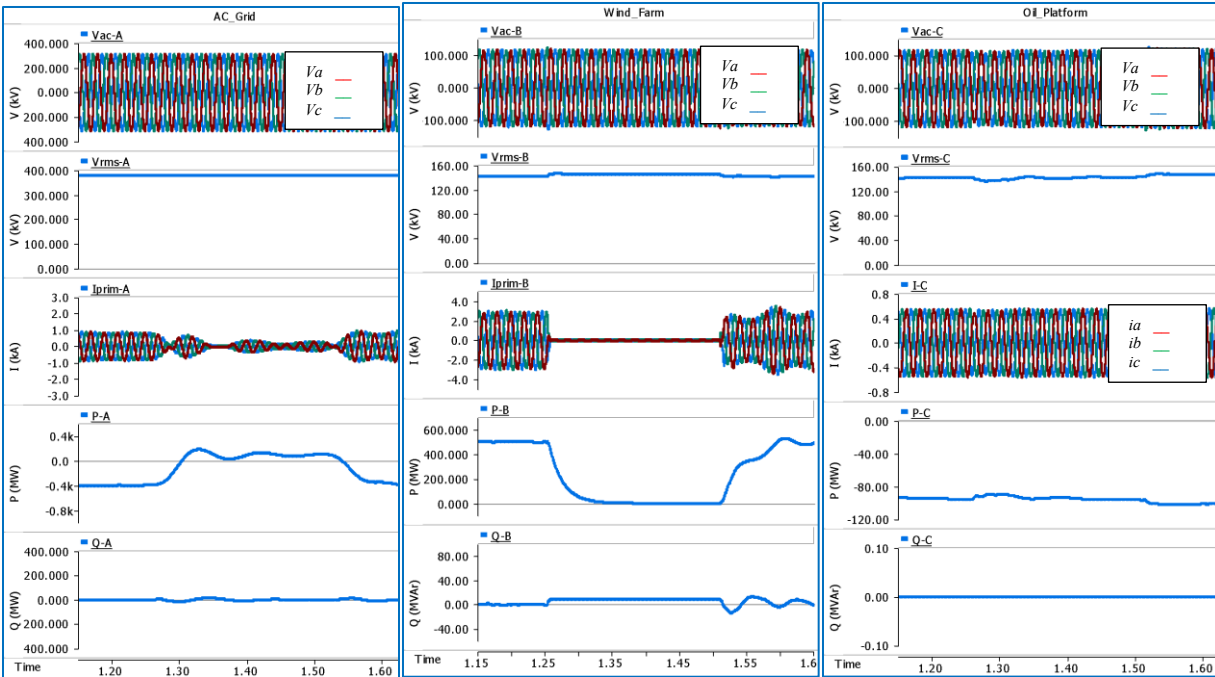 AC_Grid
Vac-A
400.000
200.000
0.000
200.000
400.000
V (kV)
Va
Vb
Vc
Vrms-A
400.000
300.000
200.000
100.000
0.000
V (kV)
Iprim-A
3.0
2.0
1.0
0.0
-1.0
-2.0
-3.0
I (kA)
P-A
0.4k
0.0
-0.4k
-0.8k
P (MW)
Q-A
400.000
200.000
0.000
200.000
400.000
Q (MW)
Time
1.20
1.30
1.40
1.50
1.60
Wind_Farm
Vac-B
100.000
0.000
100.000
V (kV)
Va
Vb
Vc
Vrms-B
160.00
120.00
80.00
40.00
0.00
V (kV)
Iprim-B
4.0
2.0
0.0
-2.0
-4.0
I (kA)
P-B
600.000
400.000
200.000
0.000
P (MW)
Q-B
80.00
40.00
0.00
-40.00
Q (MVAr)
Time
1.15
1.25
1.35
1.45
1.55
1.6
Oil_Platform
Vac-C
100.000
0.000
100.000
V (kV)
Va
Vb
Vc
Vrms-C
160.00
120.00
80.00
40.00
0.00
V (kV)
I-C
0.8
0.4
0.0
-0.4
-0.8
I (kA)
ia
ib
ic
P-C
0.00
-40.00
-80.00
-120.00
P (MW)
Q-C
0.10
0.00
-0.10
Q (MVAr)
Time
1.20
1.30
1.40
1.50
1.60